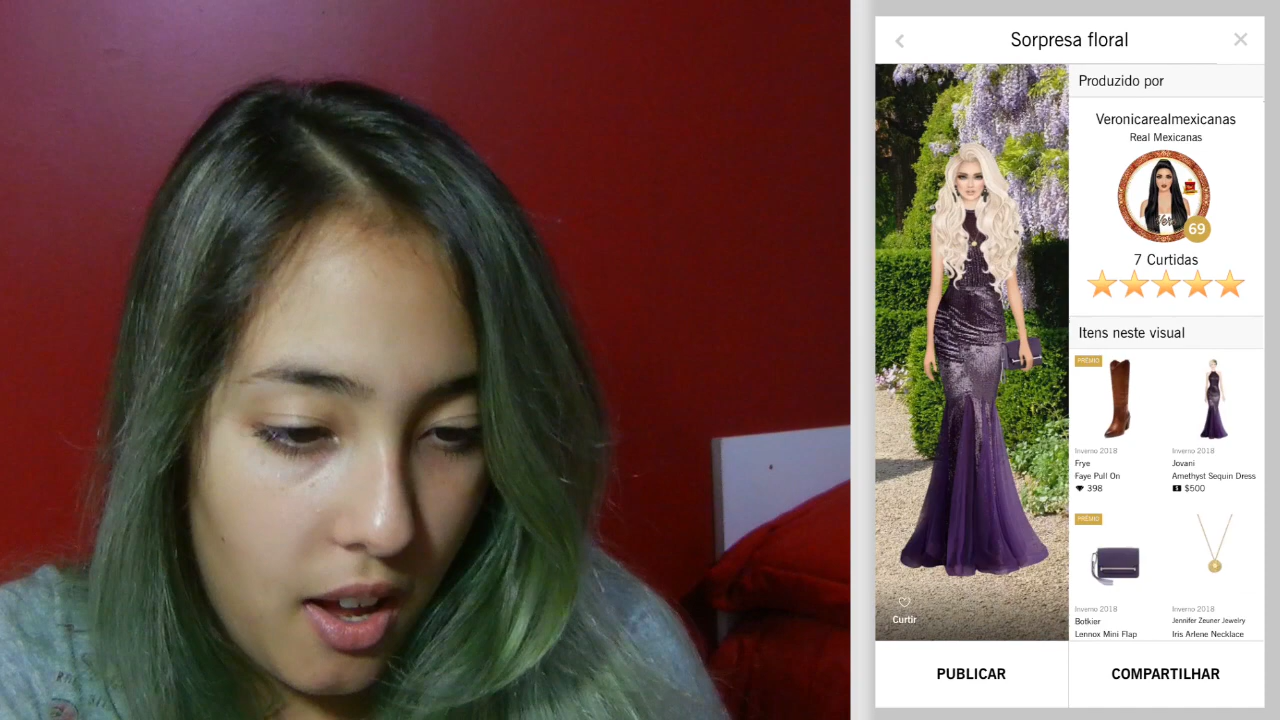 Sorpresa floral
Produzido por
Veronicarealmexicanas
Real Mexicanas
Vero
69
7 Curtidas
Itens neste visual
PRÊMIO
Inverno 2018
Frye
Faye Pull On
398
Inverno 2018
Jovani
Amethyst Sequin Dress
$500
PRÊMIO
Inverno 2018
Botkier
Lennox Mini Flap
Inverno 2018
Jennifer Zeuner Jewelry
Iris Arlene Necklace
Curtir
PUBLICAR
COMPARTILHAR